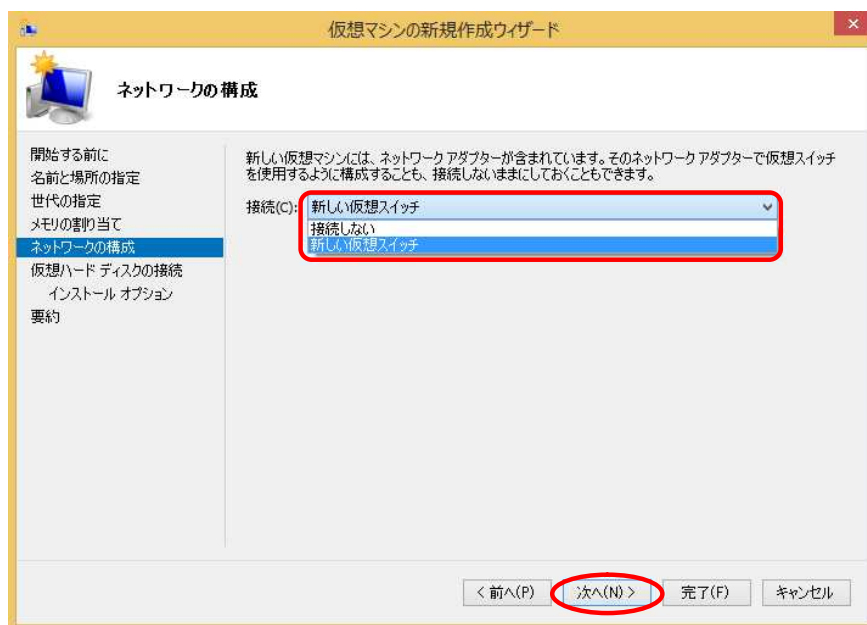 仮想マシンの新規作成ウィザード
ネットワークの構成
開始する前に
名前と場所の指定
世代の指定
メモリの割り当て
ネットワークの構成
仮想ハード ディスクの接続
インストール オプション
要約
新しい仮想マシンには、ネットワーク アダプターが含まれています。そのネットワーク アダプターで仮想スイッチ
を使用するように構成することも、接続しないままにしておくこともできます。
接続(C): 新しい仮想スイッチ
接続しない
新しい仮想スイッチ
< 前へ(P) 次へ(N) > 完了(F) キャンセル